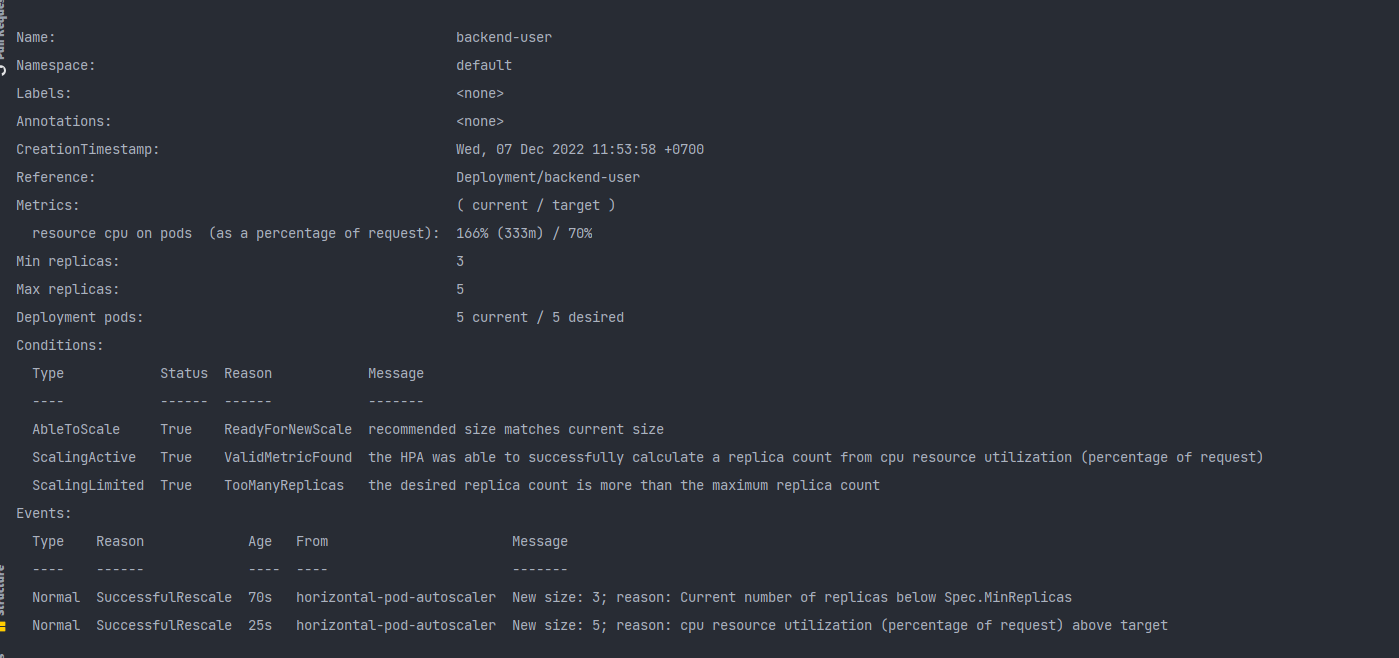 Name: backend-user
Namespace: default
Labels: <none>
Annotations: <none>
CreationTimestamp: Wed, 07 Dec 2022 11:53:58 +0700
Reference: Deployment/backend-user
Metrics: ( current / target )
resource cpu on pods (as a percentage of request): 166% (333m) / 70%
Min replicas: 3
Max replicas: 5
Deployment pods: 5 current / 5 desired
Conditions:
Type Status Reason Message
---- ------ ------ -------
AbleToScale True ReadyForNewScale recommended size matches current size
ScalingActive True ValidMetricFound the HPA was able to successfully calculate a replica count from cpu resource utilization (percentage of request)
ScalingLimited True TooManyReplicas the desired replica count is more than the maximum replica count
Events:
Type Reason Age From Message
---- ------ ---- ---- -------
Normal SuccessfulRescale 70s horizontal-pod-autoscaler New size: 3; reason: Current number of replicas below Spec.MinReplicas
Normal SuccessfulRescale 25s horizontal-pod-autoscaler New size: 5; reason: cpu resource utilization (percentage of request) above target